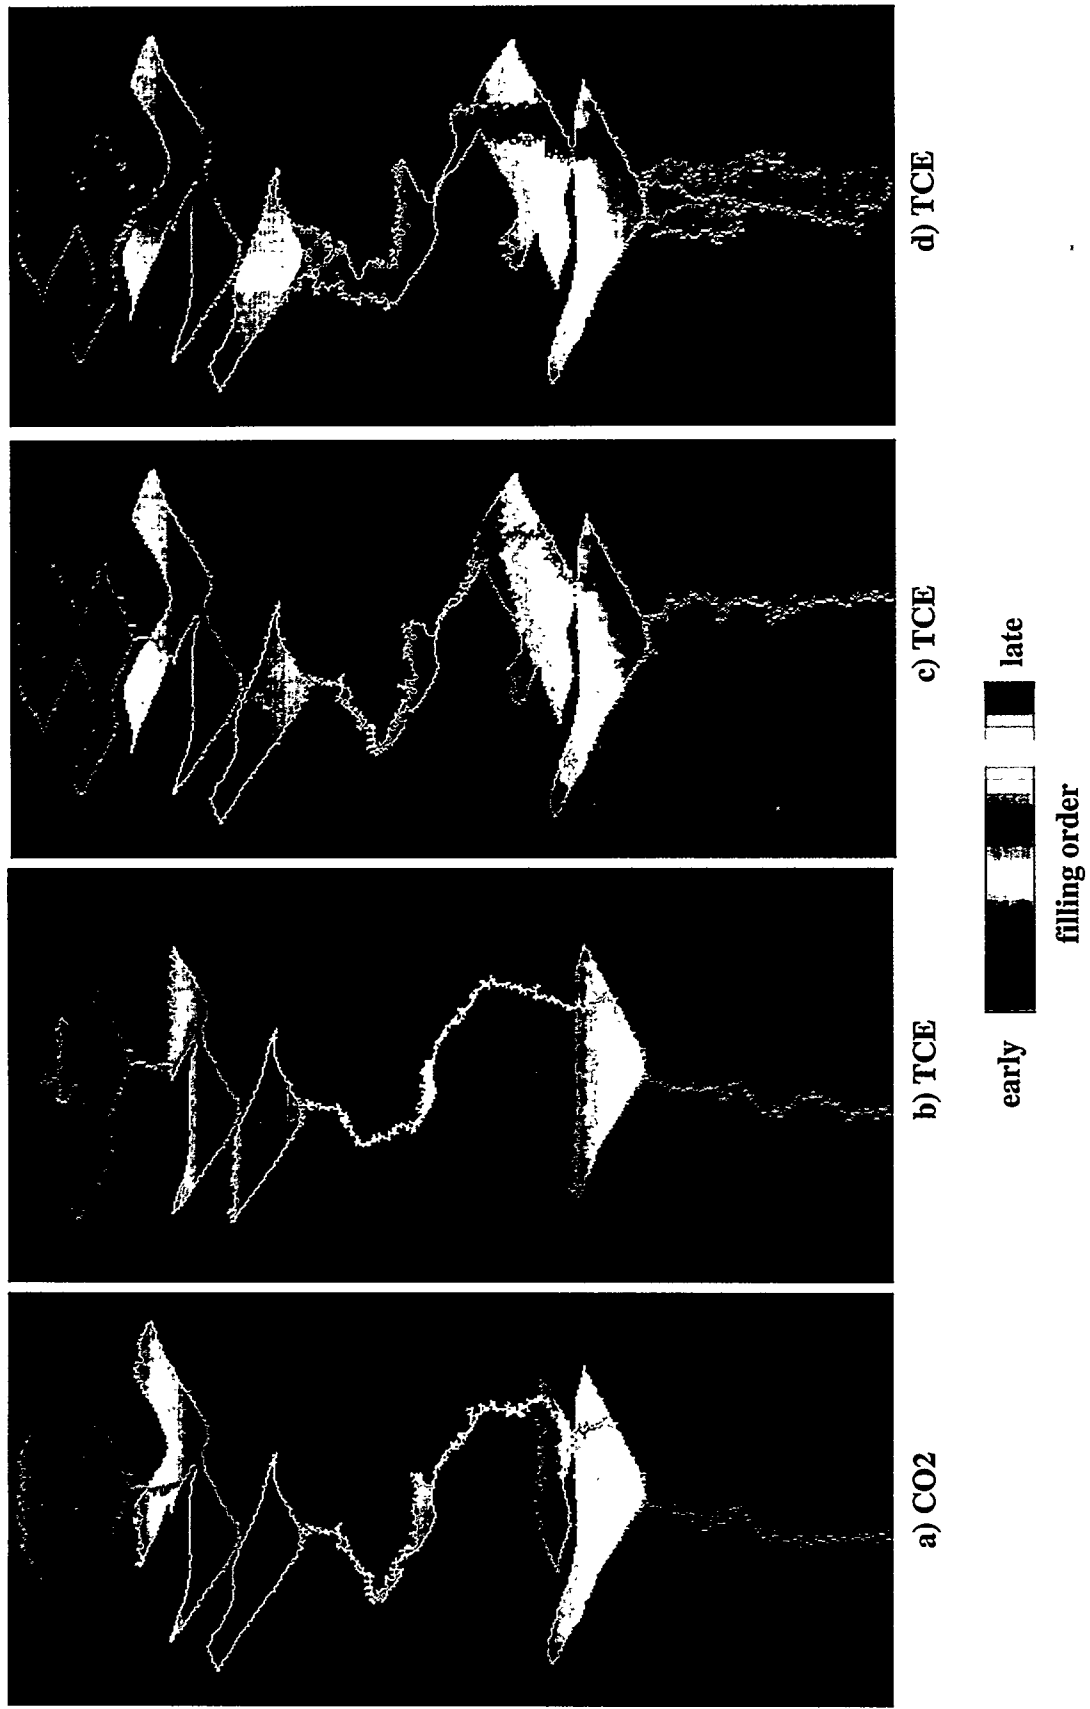 a) CO2
b) TCE
c) TCE
d) TCE
early
late
filling order